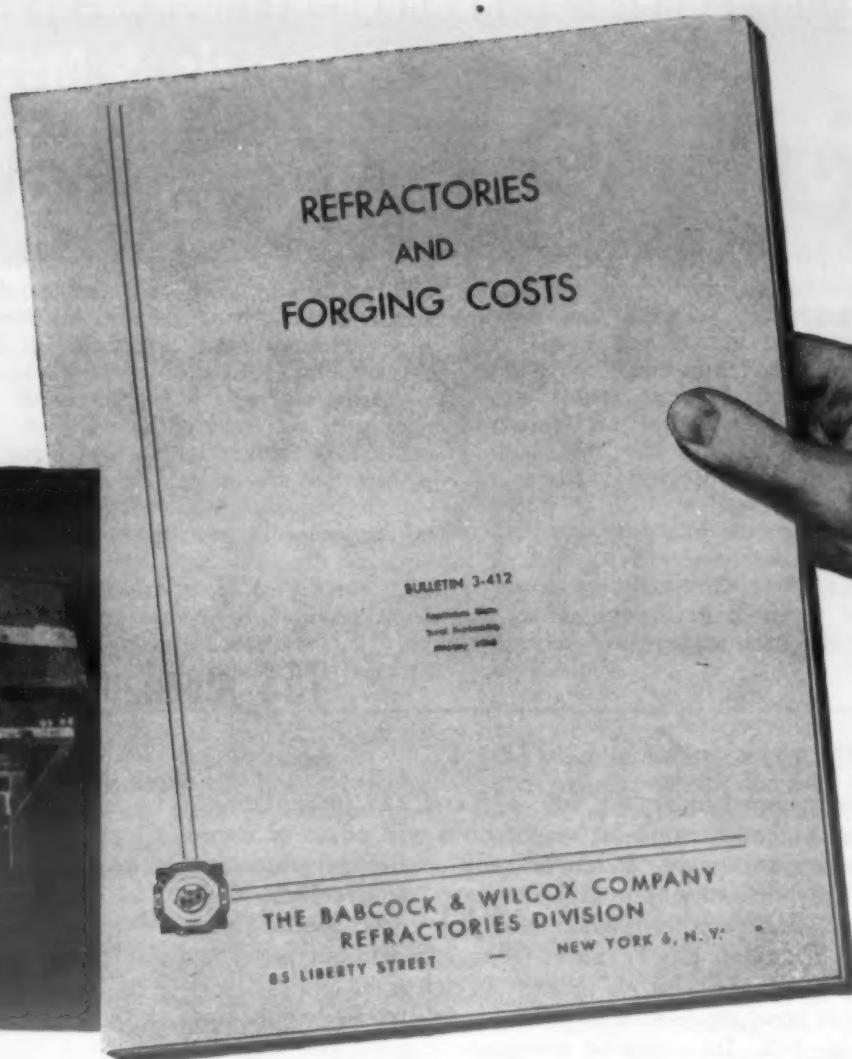 REFRACTORIES
AND
FORGING COSTS
BULLETIN 3-412
THE BABCOCK & WILCOX COMPANY
REFRACTORIES DIVISION
85 LIBERTY STREET — NEW YORK 6, N. Y.